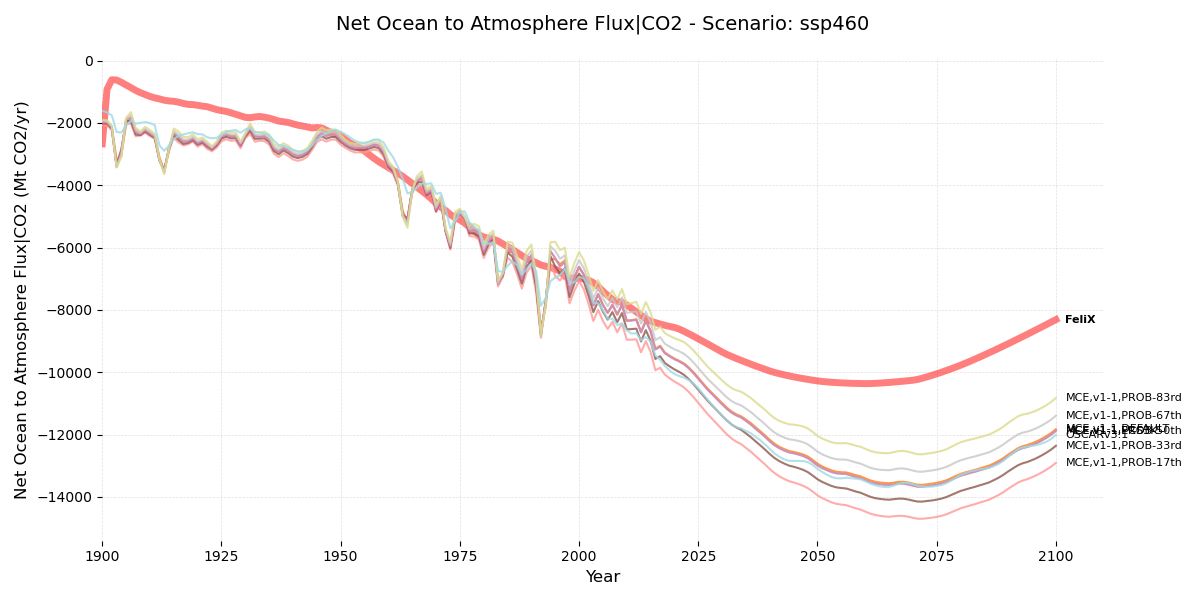 Net Ocean to Atmosphere Flux|CO2 - Scenario: ssp460
Net Ocean to Atmosphere Flux|CO2 (Mt CO2/yr)
0
−2000
−4000
−6000
−8000
−10000
−12000
−14000
1900
1925
1950
1975
2000
2025
2050
2075
2100
Year
FeliX
MCE,v1-1,PROB-83rd
MCE,v1-1,PROB-67th
OSCARv3.1
MCE,v1-1,PROB-33rd
MCE,v1-1,PROB-17th